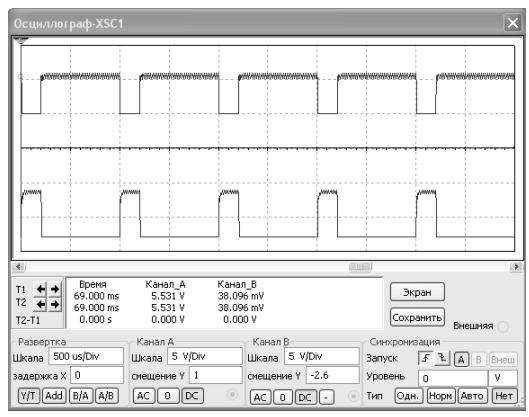 Осциллограф-XSC1
T1
T2
T2-T1
Время Канал_A Канал_B
69.000 ms 5.531 V 38.096 mV
69.000 ms 5.531 V 38.096 mV
0.000 s 0.000 V 0.000 V
Экран
Сохранить
Внешняя
Развертка
Шкала 500 us/Div
задержка X 0
Y/T Add B/A A/B
Канал A
Шкала 5 V/Div
смещение Y 1
AC 0 DC
Канал B
Шкала 5 V/Div
смещение Y -2.6
AC 0 DC -
Синхронизация
Запуск A B Внеш
Уровень 0 V
Тип Одн. Норм Авто Нет